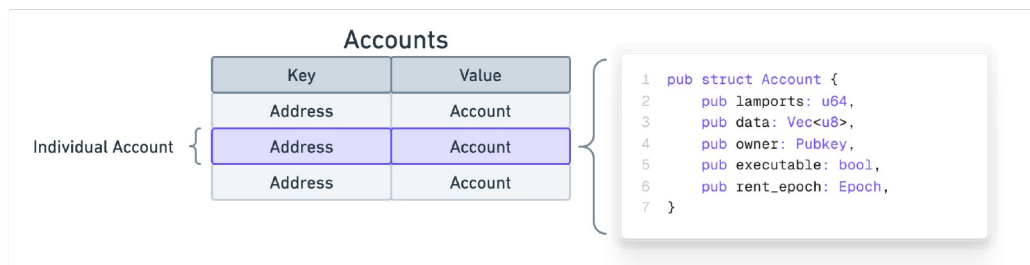 Accounts
Key Value
Address Account
Individual Account
Address Account
Address Account
1 pub struct Account {
2 pub lamports: u64,
3 pub data: Vec<u8>,
4 pub owner: Pubkey,
5 pub executable: bool,
6 pub rent_epoch: Epoch,
7 }